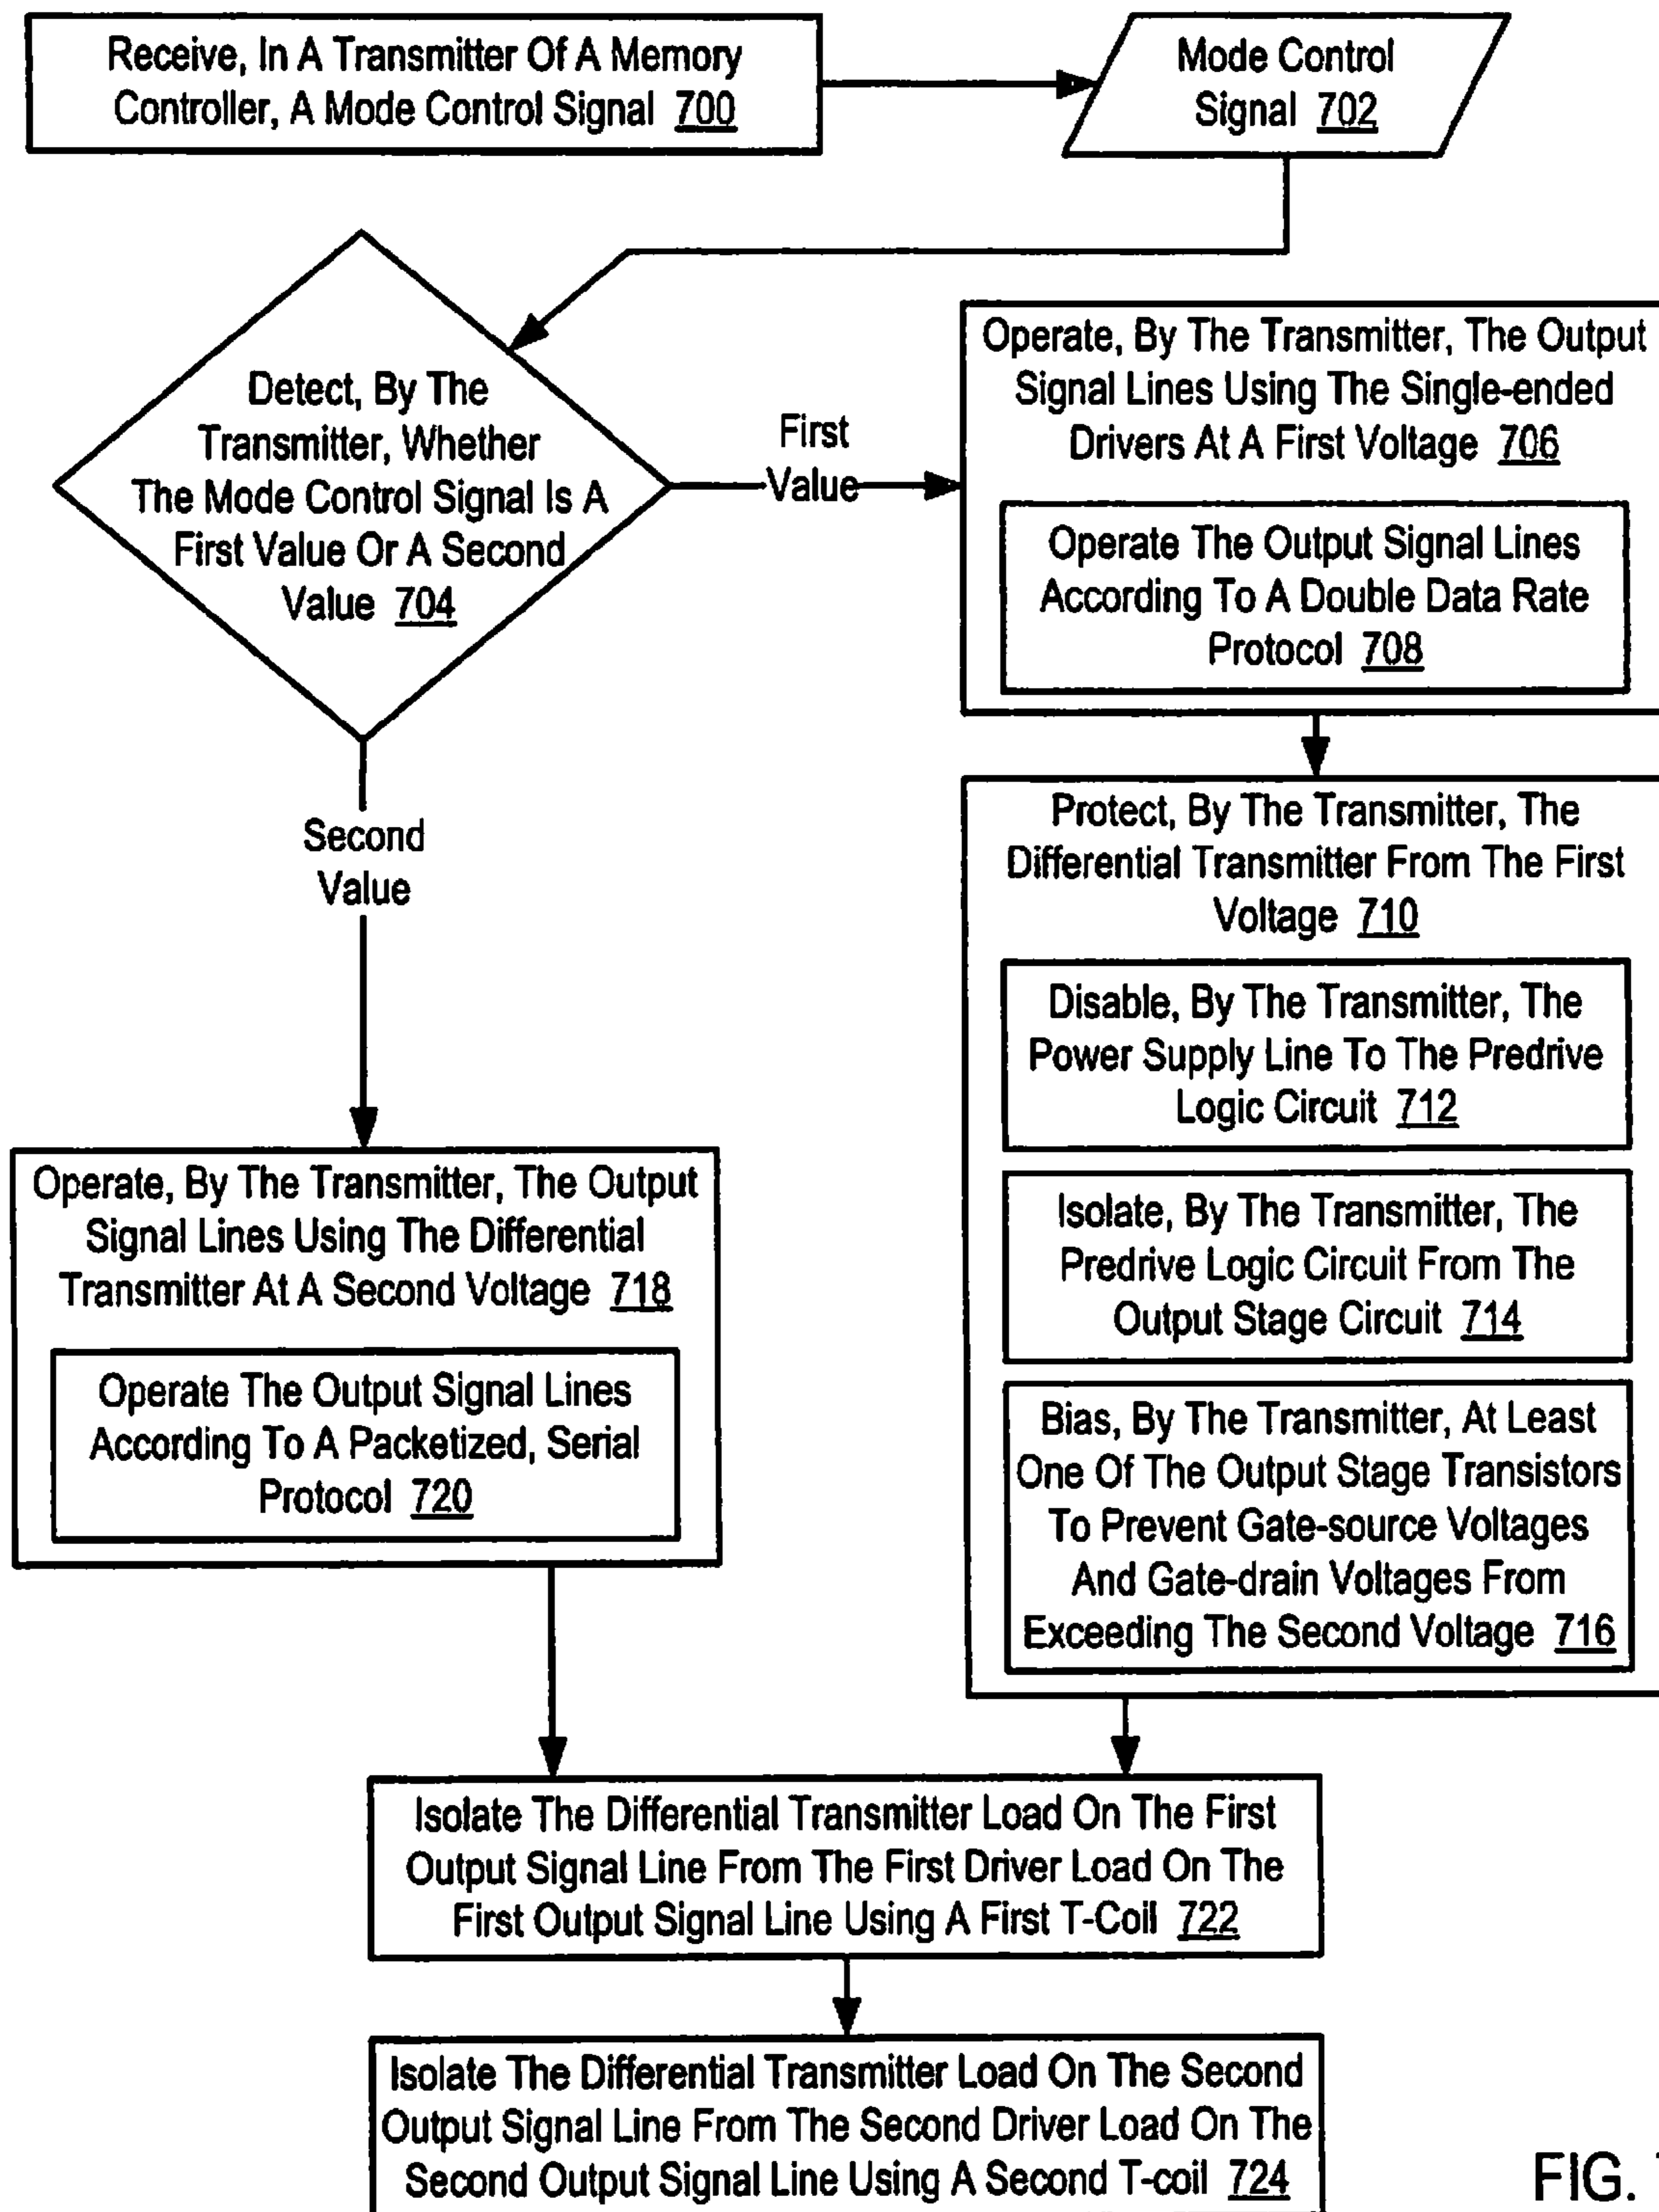 Receive, In A Transmitter Of A Memory
Controller, A Mode Control Signal 700
Mode Control
Signal 702
Detect, By The
Transmitter, Whether
The Mode Control Signal Is A
First Value Or A Second
Value 704
First
Value
Operate, By The Transmitter, The Output
Signal Lines Using The Single-ended
Drivers At A First Voltage 706
Operate The Output Signal Lines
According To A Double Data Rate
Protocol 708
Protect, By The Transmitter, The
Differential Transmitter From The First
Voltage 710
Disable, By The Transmitter, The
Power Supply Line To The Predrive
Logic Circuit 712
Isolate, By The Transmitter, The
Predrive Logic Circuit From The
Output Stage Circuit 714
Bias, By The Transmitter, At Least
One Of The Output Stage Transistors
To Prevent Gate-source Voltages
And Gate-drain Voltages From
Exceeding The Second Voltage 716
Second
Value
Operate, By The Transmitter, The Output
Signal Lines Using The Differential
Transmitter At A Second Voltage 718
Operate The Output Signal Lines
According To A Packetized, Serial
Protocol 720
Isolate The Differential Transmitter Load On The First
Output Signal Line From The First Driver Load On The
First Output Signal Line Using A First T-Coil 722
Isolate The Differential Transmitter Load On The Second
Output Signal Line From The Second Driver Load On The
Second Output Signal Line Using A Second T-coil 724
FIG.